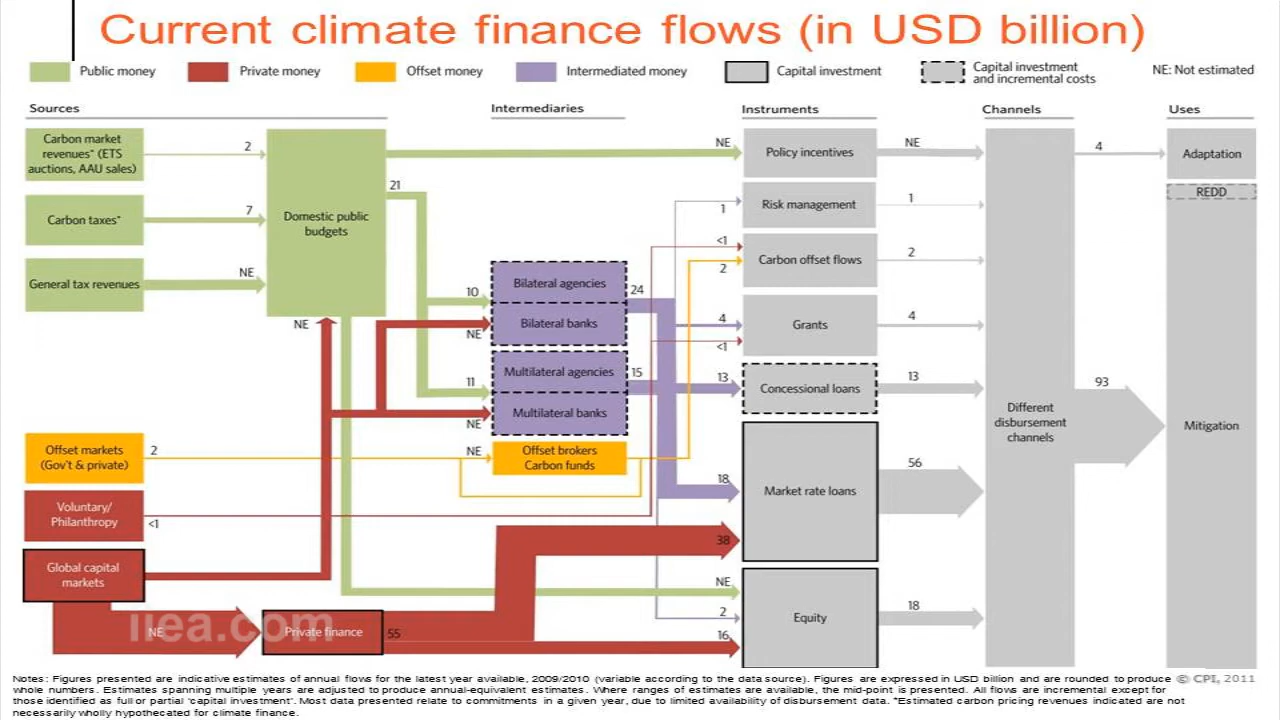 Current climate finance flows (in USD billion)
Public money
Private money
Offset money
Intermediated money
Capital investment
Capital investment
and incremental costs
NE: Not estimated
Sources
Intermediaries
Instruments
Channels
Uses
Carbon market
revenues* (ETS
auctions, AAU sales)
2
Carbon taxes*
7
General tax revenues
NE
Domestic public
budgets
21
NE
10
NE
11
NE
Bilateral agencies
Bilateral banks
24
Multilateral agencies
Multilateral banks
15
Offset markets
(Gov't & private)
2
NE
Offset brokers
Carbon funds
Voluntary/
Philanthropy
<1
Global capital
markets
NE
Private finance
55
NE
Policy incentives
NE
1
Risk management
1
<1
2
Carbon offset flows
2
4
<1
Grants
4
13
Concessional loans
13
18
38
Market rate loans
56
NE
2
16
Equity
18
Different
disbursement
channels
4
93
Adaptation
REDD
Mitigation
iiea.com
Notes: Figures presented are indicative estimates of annual flows for the latest year available, 2009/2010 (variable according to the data source). Figures are expressed in USD billion and are rounded to produce
whole numbers. Estimates spanning multiple years are adjusted to produce annual-equivalent estimates. Where ranges of estimates are available, the mid-point is presented. All flows are incremental except for
those identified as full or partial 'capital investment'. Most data presented relate to commitments in a given year, due to limited availability of disbursement data. *Estimated carbon pricing revenues indicated are not
necessarily wholly hypothecated for climate finance.
© CPI, 2011